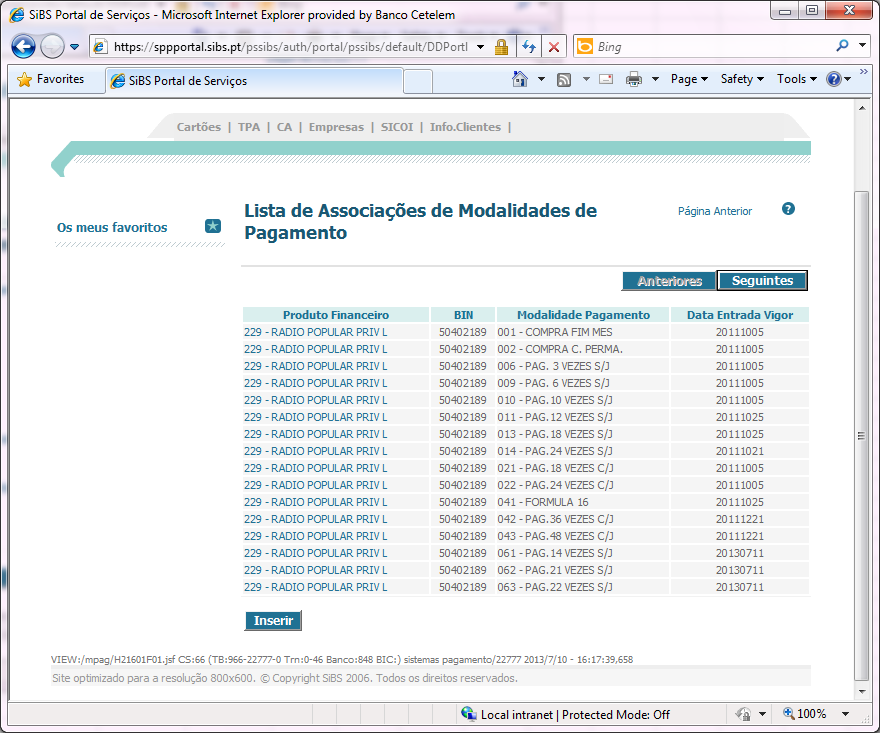 SiBS Portal de Serviços - Microsoft Internet Explorer provided by Banco Cetelem
https://sppportal.sibs.pt/pssibs/auth/portal/pssibs/default/DDPortl
Bing
Favorites
SiBS Portal de Serviços
Page
Safety
Tools
»
Cartões | TPA | CA | Empresas | SICOI | Info.Clientes |
Os meus favoritos
Lista de Associações de Modalidades de
Pagamento
Página Anterior
?
Anteriores Seguintes
Produto Financeiro BIN Modalidade Pagamento Data Entrada Vigor
229 - RADIO POPULAR PRIV L 50402189 001 - COMPRA FIM MES 20111005
229 - RADIO POPULAR PRIV L 50402189 002 - COMPRA C. PERMA. 20111005
229 - RADIO POPULAR PRIV L 50402189 006 - PAG. 3 VEZES S/J 20111005
229 - RADIO POPULAR PRIV L 50402189 009 - PAG. 6 VEZES S/J 20111005
229 - RADIO POPULAR PRIV L 50402189 010 - PAG.10 VEZES S/J 20111005
229 - RADIO POPULAR PRIV L 50402189 011 - PAG.12 VEZES S/J 20111025
229 - RADIO POPULAR PRIV L 50402189 013 - PAG.18 VEZES S/J 20111025
229 - RADIO POPULAR PRIV L 50402189 014 - PAG.24 VEZES S/J 20111021
229 - RADIO POPULAR PRIV L 50402189 021 - PAG.18 VEZES C/J 20111005
229 - RADIO POPULAR PRIV L 50402189 022 - PAG.24 VEZES C/J 20111005
229 - RADIO POPULAR PRIV L 50402189 041 - FORMULA 16 20111025
229 - RADIO POPULAR PRIV L 50402189 042 - PAG.36 VEZES C/J 20111221
229 - RADIO POPULAR PRIV L 50402189 043 - PAG.48 VEZES C/J 20111221
229 - RADIO POPULAR PRIV L 50402189 061 - PAG.14 VEZES S/J 20130711
229 - RADIO POPULAR PRIV L 50402189 062 - PAG.21 VEZES S/J 20130711
229 - RADIO POPULAR PRIV L 50402189 063 - PAG.22 VEZES S/J 20130711
Inserir
VIEW:/mpag/H21601F01.jsf CS:66 (TB:966-22777-0 Trn:0-46 Banco:848 BIC:) sistemas pagamento/22777 2013/7/10 - 16:17:39,658
Site optimizado para a resolução 800x600. © Copyright SiBS 2006. Todos os direitos reservados.
Local intranet | Protected Mode: Off
100%